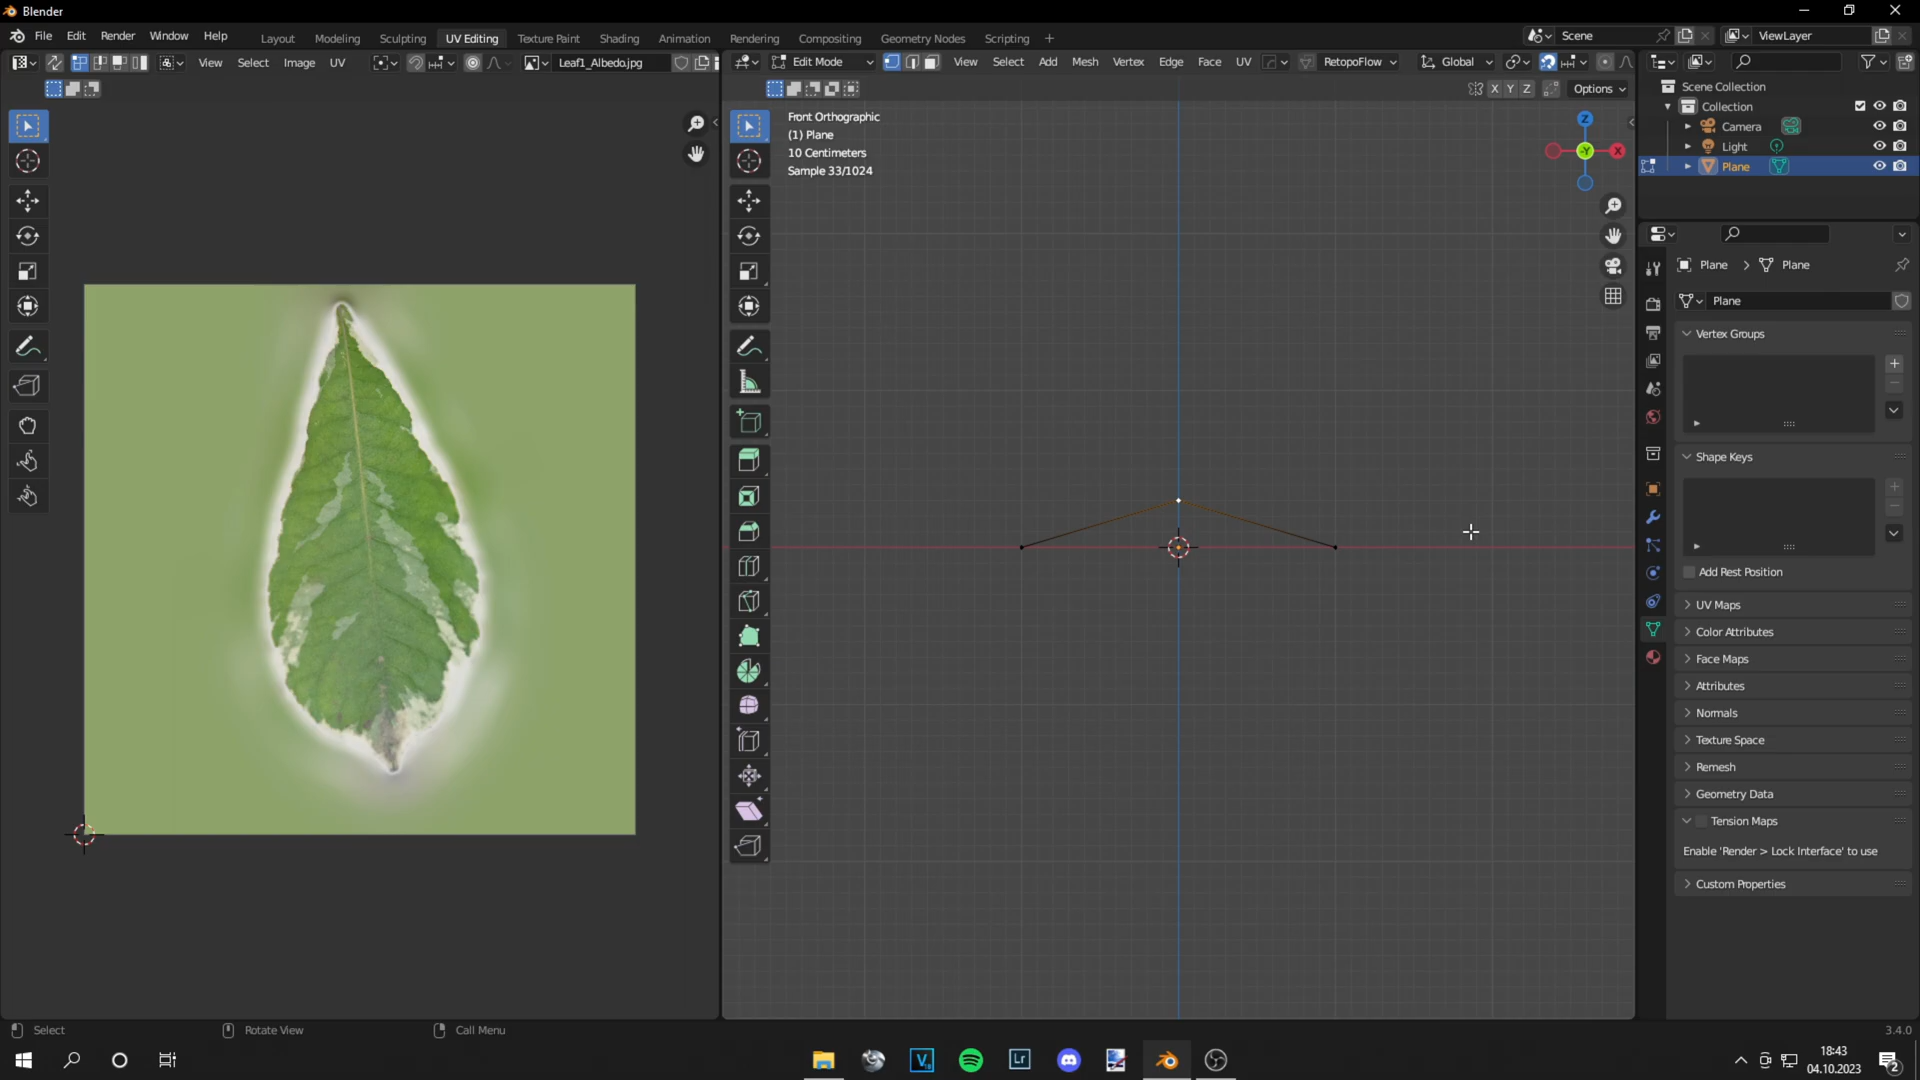 Blender
File Edit Render Window Help
Layout Modeling Sculpting UV Editing Texture Paint Shading Animation Rendering Compositing Geometry Nodes Scripting +
Scene
ViewLayer
View Select Image UV
Leaf1_Albedo.jpg
Edit Mode
View Select Add Mesh Vertex Edge Face UV
RetopoFlow
Global
X Y Z
Options
Front Orthographic
(1) Plane
10 Centimeters
Sample 33/1024
Z
X
-Y
Scene Collection
Collection
Camera
Light
Plane
Plane > Plane
Plane
Vertex Groups
Shape Keys
Add Rest Position
UV Maps
Color Attributes
Face Maps
Attributes
Normals
Texture Space
Remesh
Geometry Data
Tension Maps
Enable 'Render > Lock Interface' to use
Custom Properties
Select
Rotate View
Call Menu
3.4.0
V
18
Lr
18:43
04.10.2023
2